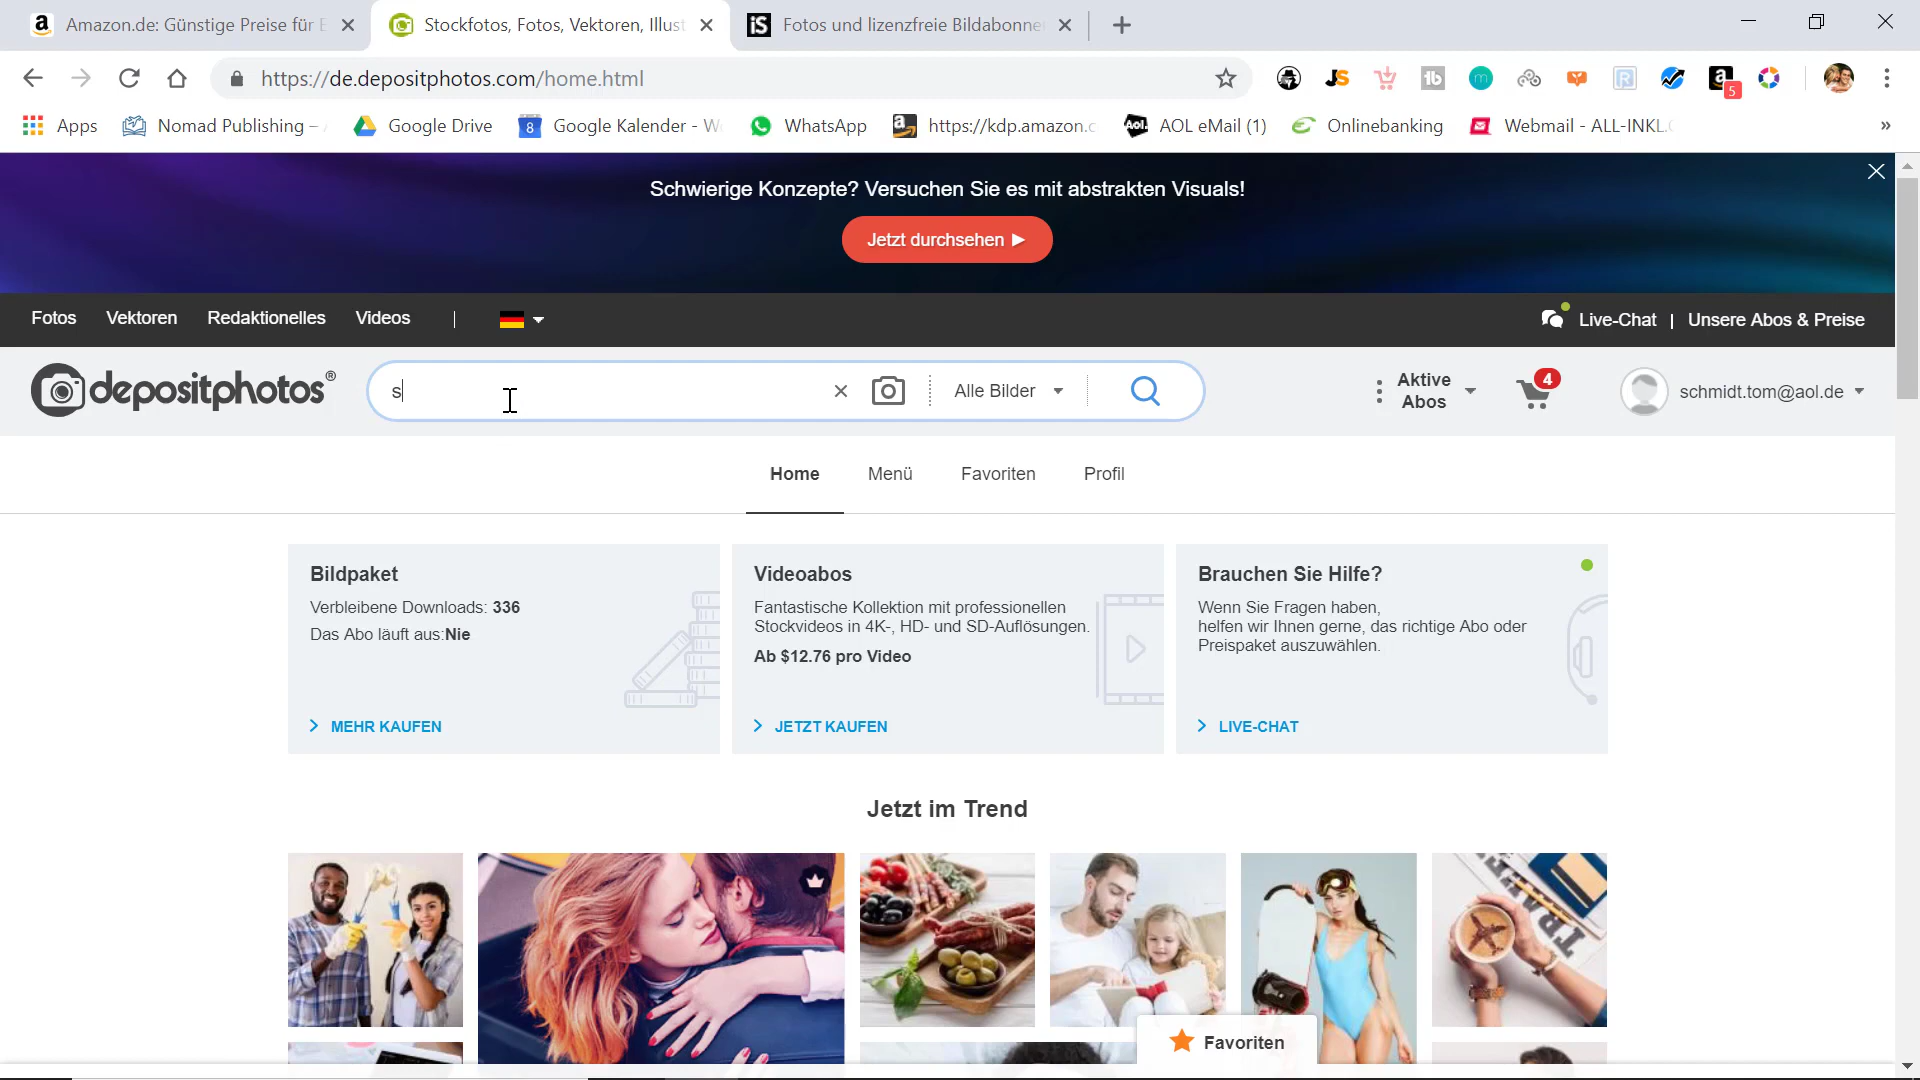 Amazon.de: Günstige Preise für E
Stockfotos, Fotos, Vektoren, Illust
iS
Fotos und lizenzfreie Bildabonne
https://de.depositphotos.com/home.html
JS
tb
m
R
a
5
Apps
Nomad Publishing –
Google Drive
8
Google Kalender - W
WhatsApp
https://kdp.amazon.c
Aol.
AOL eMail (1)
Onlinebanking
Webmail - ALL-INKL.C
»
Schwierige Konzepte? Versuchen Sie es mit abstrakten Visuals!
Jetzt durchsehen ▶
Fotos
Vektoren
Redaktionelles
Videos
|
Live-Chat | Unsere Abos & Preise
depositphotos®
s
Alle Bilder
Aktive
Abos
4
schmidt.tom@aol.de
Home
Menü
Favoriten
Profil
Bildpaket
Verbleibene Downloads: 336
Das Abo läuft aus:Nie
MEHR KAUFEN
Videoabos
Fantastische Kollektion mit professionellen
Stockvideos in 4K-, HD- und SD-Auflösungen.
Ab $12.76 pro Video
JETZT KAUFEN
Brauchen Sie Hilfe?
Wenn Sie Fragen haben,
helfen wir Ihnen gerne, das richtige Abo oder
Preispaket auszuwählen.
LIVE-CHAT
Jetzt im Trend
Favoriten